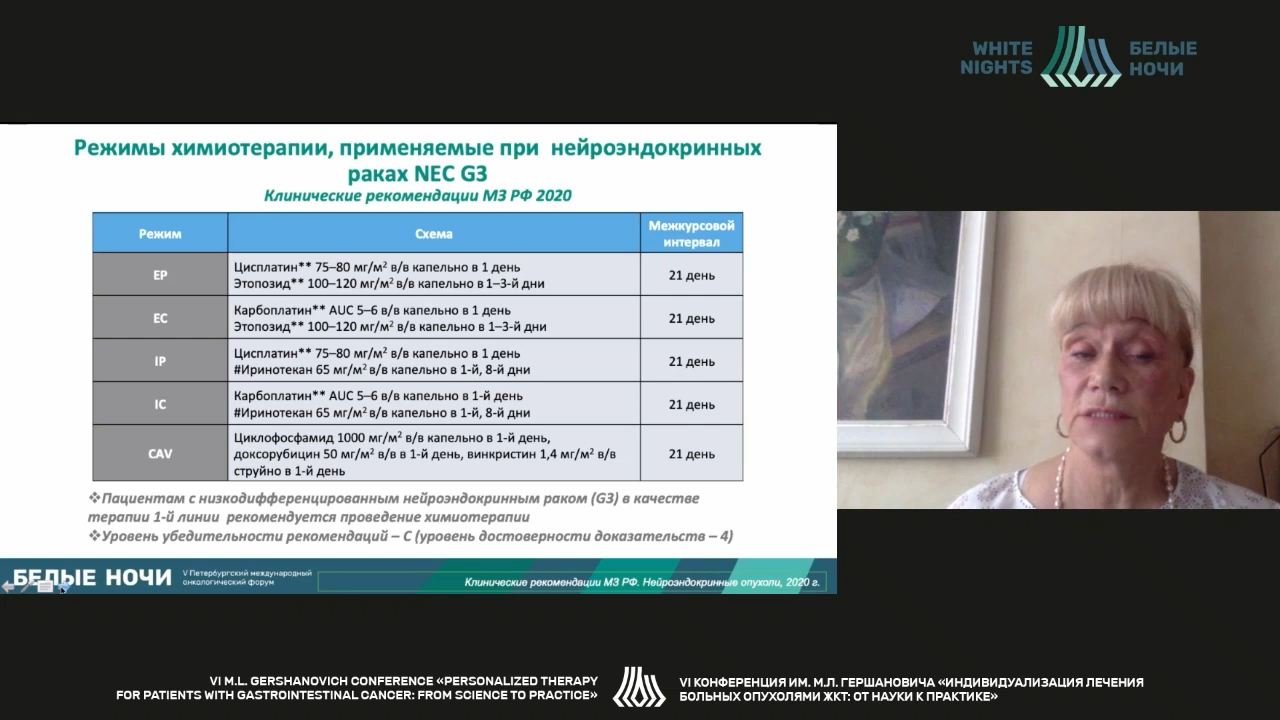 WHITE
NIGHTS
БЕЛЫЕ
НОЧИ
Режимы химиотерапии, применяемые при нейроэндокринных
раках NEC G3
Клинические рекомендации МЗ РФ 2020
Режим
Схема
Межкурсовой
интервал
EP
Цисплатин** 75–80 мг/м² в/в капельно в 1 день
Этопозид** 100–120 мг/м² в/в капельно в 1–3-й дни
21 день
EC
Карбоплатин** AUC 5–6 в/в капельно в 1 день
Этопозид** 100–120 мг/м² в/в капельно в 1–3-й дни
21 день
IP
Цисплатин** 75–80 мг/м² в/в капельно в 1 день
#Иринотекан 65 мг/м² в/в капельно в 1-й, 8-й дни
21 день
IC
Карбоплатин** AUC 5–6 в/в капельно в 1-й день
#Иринотекан 65 мг/м² в/в капельно в 1-й, 8-й дни
21 день
CAV
Циклофосфамид 1000 мг/м² в/в капельно в 1-й день,
доксорубицин 50 мг/м² в/в в 1-й день, винкристин 1,4 мг/м² в/в
струйно в 1-й день
21 день
❖Пациентам с низкодифференцированным нейроэндокринным раком (G3) в качестве
терапии 1-й линии рекомендуется проведение химиотерапии
❖Уровень убедительности рекомендаций – С (уровень достоверности доказательств – 4)
БЕЛЫЕ НОЧИ
V Петербургский международный
онкологический форум
Клинические рекомендации МЗ РФ. Нейроэндокринные опухоли, 2020 г.
VI M.L. GERSHANOVICH CONFERENCE «PERSONALIZED THERAPY
FOR PATIENTS WITH GASTROINTESTINAL CANCER: FROM SCIENCE TO PRACTICE»
VI КОНФЕРЕНЦИЯ ИМ. М.Л. ГЕРШАНОВИЧА «ИНДИВИДУАЛИЗАЦИЯ ЛЕЧЕНИЯ
БОЛЬНЫХ ОПУХОЛЯМИ ЖКТ: ОТ НАУКИ К ПРАКТИКЕ»